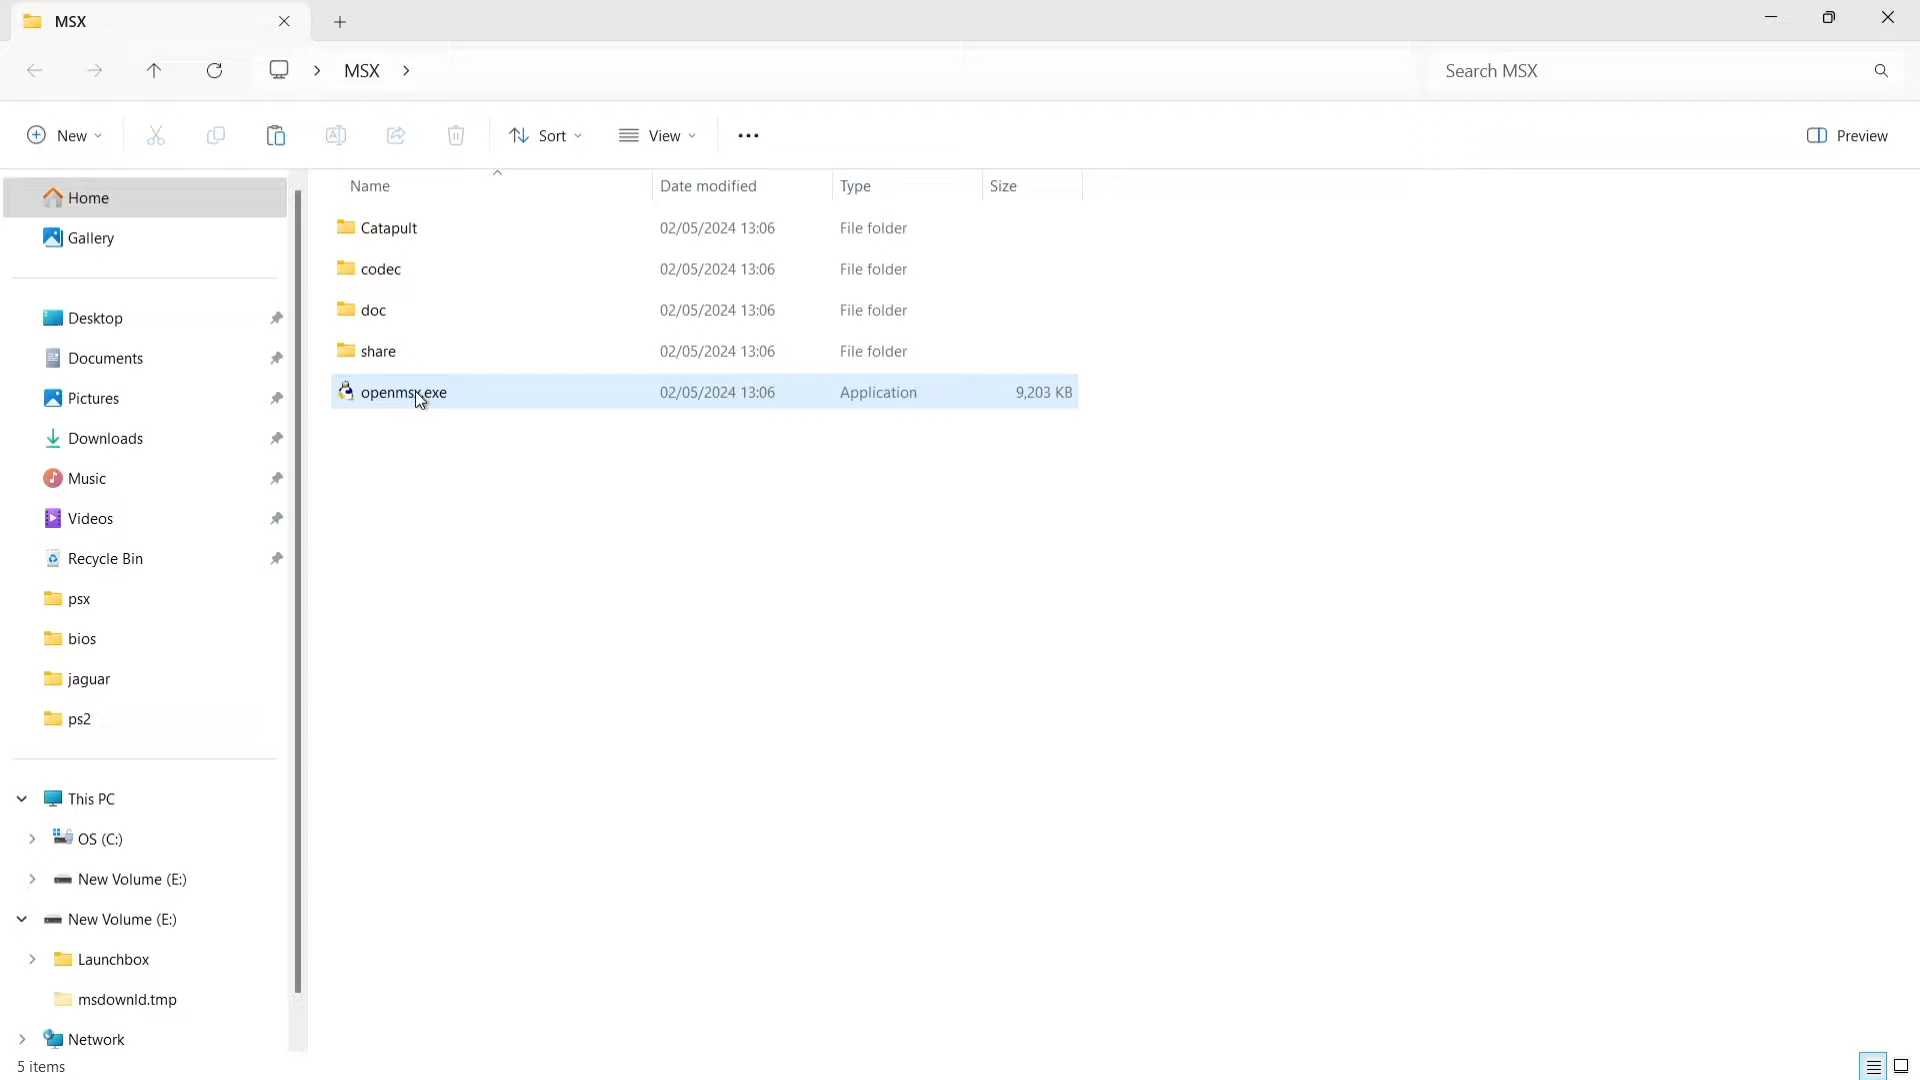 MSX
MSX
Search MSX
New
Sort
View
Preview
Name
Date modified
Type
Size
Home
Gallery
Desktop
Documents
Pictures
Downloads
Music
Videos
Recycle Bin
psx
bios
jaguar
ps2
This PC
OS (C:)
New Volume (E:)
New Volume (E:)
Launchbox
msdownld.tmp
Network
Catapult 02/05/2024 13:06 File folder
codec 02/05/2024 13:06 File folder
doc 02/05/2024 13:06 File folder
share 02/05/2024 13:06 File folder
openmsx.exe 02/05/2024 13:06 Application 9,203 KB
5 items